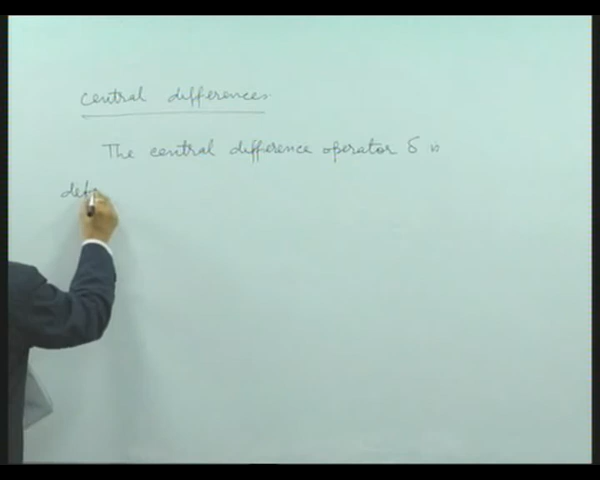 central differences.
The central difference operator δ is
def